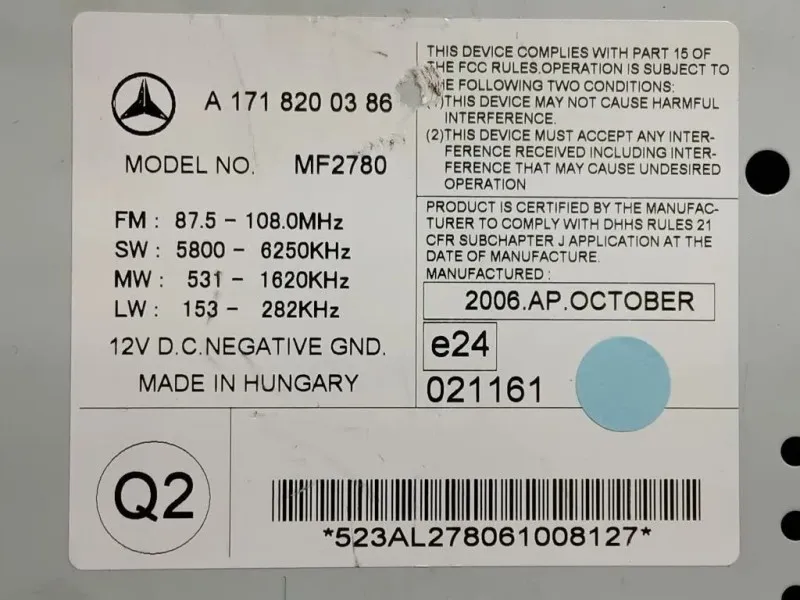 A 171 820 03 86
MODEL NO. MF2780
FM : 87.5 - 108.0MHz
SW : 5800 - 6250KHz
MW : 531 - 1620KHz
LW : 153 - 282KHz
12V D.C.NEGATIVE GND.
MADE IN HUNGARY
THIS DEVICE COMPLIES WITH PART 15 OF
THE FCC RULES.OPERATION IS SUBJECT TO
THE FOLLOWING TWO CONDITIONS:
(1)THIS DEVICE MAY NOT CAUSE HARMFUL
INTERFERENCE.
(2)THIS DEVICE MUST ACCEPT ANY INTER-
FERENCE RECEIVED INCLUDING INTER-
FERENCE THAT MAY CAUSE UNDESIRED
OPERATION
PRODUCT IS CERTIFIED BY THE MANUFAC-
TURER TO COMPLY WITH DHHS RULES 21
CFR SUBCHAPTER J APPLICATION AT THE
DATE OF MANUFACTURE.
MANUFACTURED :
2006.AP.OCTOBER
e24
021161
Q2
*523AL278061008127*